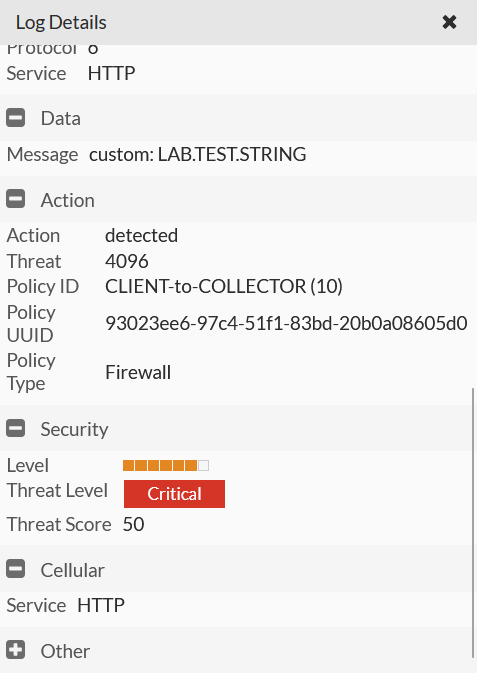 Log Details
Protocol 6
Service HTTP
Data
Message custom: LAB.TEST.STRING
Action
Action detected
Threat 4096
Policy ID CLIENT-to-COLLECTOR (10)
Policy
UUID 93023ee6-97c4-51f1-83bd-20b0a08605d0
Policy
Type Firewall
Security
Level
Threat Level Critical
Threat Score 50
Cellular
Service HTTP
Other